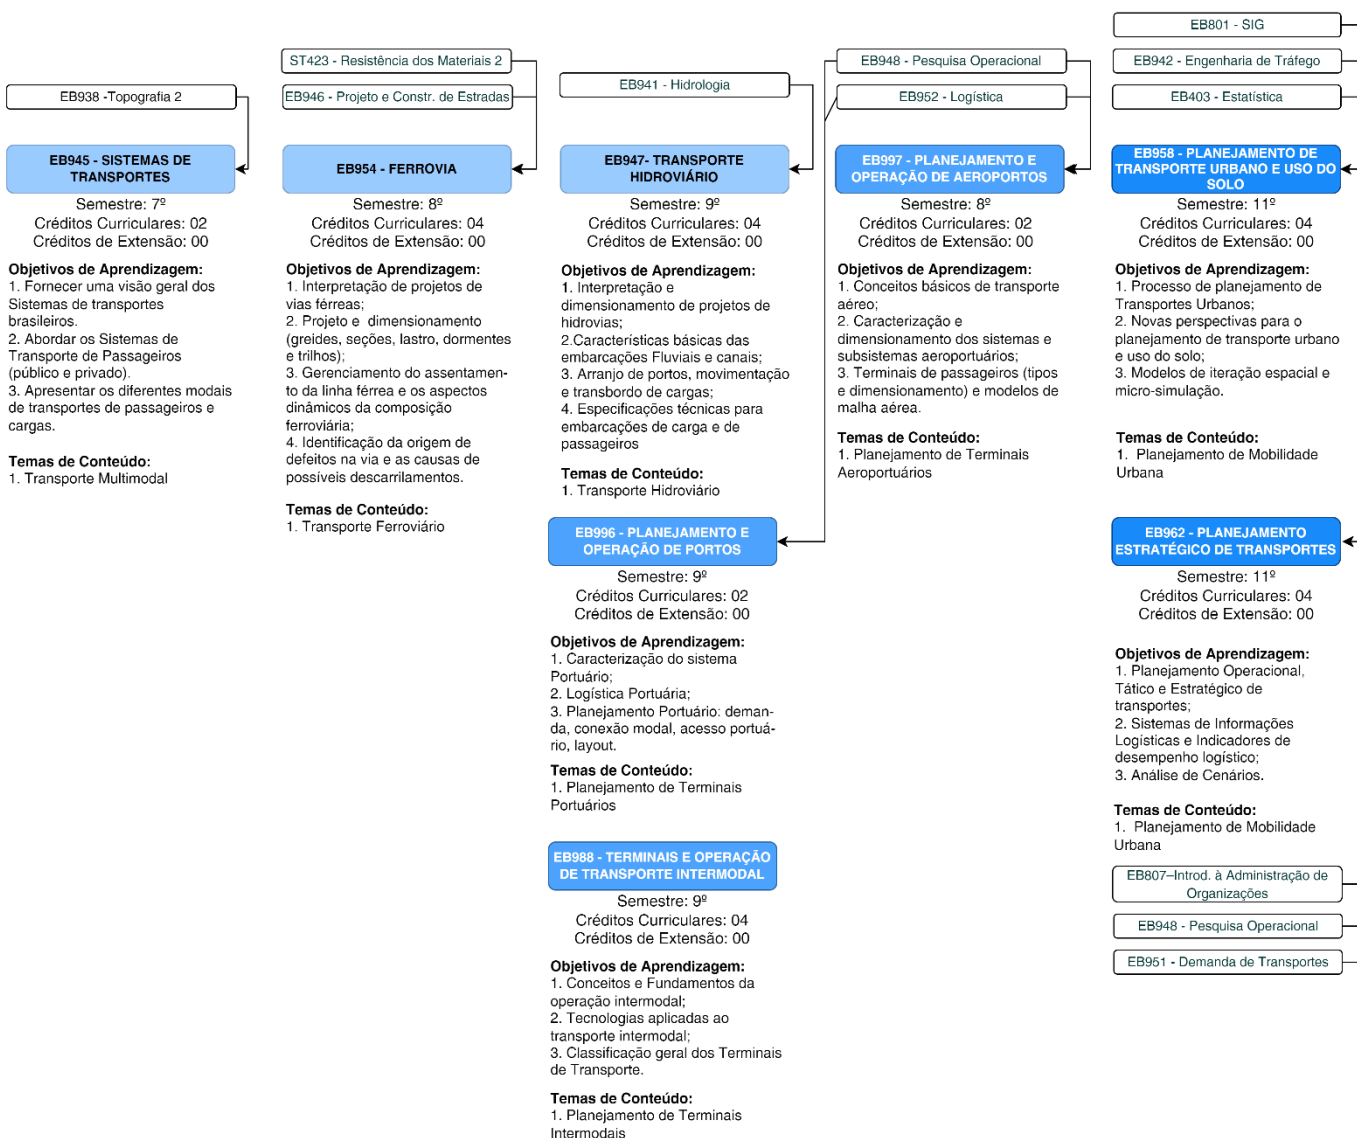 EB938 -Topografia 2
EB945 - SISTEMAS DE
TRANSPORTES
Semestre: 7º
Créditos Curriculares: 02
Créditos de Extensão: 00
Objetivos de Aprendizagem:
1. Fornecer uma visão geral dos
Sistemas de transportes
brasileiros.
2. Abordar os Sistemas de
Transporte de Passageiros
(público e privado).
3. Apresentar os diferentes modais
de transportes de passageiros e
cargas.
Temas de Conteúdo:
1. Transporte Multimodal
ST423 - Resistência dos Materiais 2
EB946 - Projeto e Constr. de Estradas
EB954 - FERROVIA
Semestre: 8º
Créditos Curriculares: 04
Créditos de Extensão: 00
Objetivos de Aprendizagem:
1. Interpretação de projetos de
vias férreas;
2. Projeto e dimensionamento
(greides, seções, lastro, dormentes
e trilhos);
3. Gerenciamento do assentamen-
to da linha férrea e os aspectos
dinâmicos da composição
ferroviária;
4. Identificação da origem de
defeitos na via e as causas de
possíveis descarrilamentos.
Temas de Conteúdo:
1. Transporte Ferroviário
EB941 - Hidrologia
EB947- TRANSPORTE
HIDROVIÁRIO
Semestre: 9º
Créditos Curriculares: 04
Créditos de Extensão: 00
Objetivos de Aprendizagem:
1. Interpretação e
dimensionamento de projetos de
hidrovias;
2.Características básicas das
embarcações Fluviais e canais;
3. Arranjo de portos, movimentação
e transbordo de cargas;
4. Especificações técnicas para
embarcações de carga e de
passageiros
Temas de Conteúdo:
1. Transporte Hidroviário
EB996 - PLANEJAMENTO E
OPERAÇÃO DE PORTOS
Semestre: 9º
Créditos Curriculares: 02
Créditos de Extensão: 00
Objetivos de Aprendizagem:
1. Caracterização do sistema
Portuário;
2. Logística Portuária;
3. Planejamento Portuário: deman-
da, conexão modal, acesso portuá-
rio, layout.
Temas de Conteúdo:
1. Planejamento de Terminais
Portuários
EB988 - TERMINAIS E OPERAÇÃO
DE TRANSPORTE INTERMODAL
Semestre: 9º
Créditos Curriculares: 04
Créditos de Extensão: 00
Objetivos de Aprendizagem:
1. Conceitos e Fundamentos da
operação intermodal;
2. Tecnologias aplicadas ao
transporte intermodal;
3. Classificação geral dos Terminais
de Transporte.
Temas de Conteúdo:
1. Planejamento de Terminais
Intermodais
EB948 - Pesquisa Operacional
EB952 - Logística
EB997 - PLANEJAMENTO E
OPERAÇÃO DE AEROPORTOS
Semestre: 8º
Créditos Curriculares: 02
Créditos de Extensão: 00
Objetivos de Aprendizagem:
1. Conceitos básicos de transporte
aéreo;
2. Caracterização e
dimensionamento dos sistemas e
subsistemas aeroportuários;
3. Terminais de passageiros (tipos
e dimensionamento) e modelos de
malha aérea.
Temas de Conteúdo:
1. Planejamento de Terminais
Aeroportuários
EB801 - SIG
EB942 - Engenharia de Tráfego
EB403 - Estatística
EB958 - PLANEJAMENTO DE
TRANSPORTE URBANO E USO DO
SOLO
Semestre: 11º
Créditos Curriculares: 04
Créditos de Extensão: 00
Objetivos de Aprendizagem:
1. Processo de planejamento de
Transportes Urbanos;
2. Novas perspectivas para o
planejamento de transporte urbano
e uso do solo;
3. Modelos de iteração espacial e
micro-simulação.
Temas de Conteúdo:
1. Planejamento de Mobilidade
Urbana
EB962 - PLANEJAMENTO
ESTRATÉGICO DE TRANSPORTES
Semestre: 11º
Créditos Curriculares: 04
Créditos de Extensão: 00
Objetivos de Aprendizagem:
1. Planejamento Operacional,
Tático e Estratégico de
transportes;
2. Sistemas de Informações
Logísticas e Indicadores de
desempenho logístico;
3. Análise de Cenários.
Temas de Conteúdo:
1. Planejamento de Mobilidade
Urbana
EB807–Introd. à Administração de
Organizações
EB948 - Pesquisa Operacional
EB951 - Demanda de Transportes